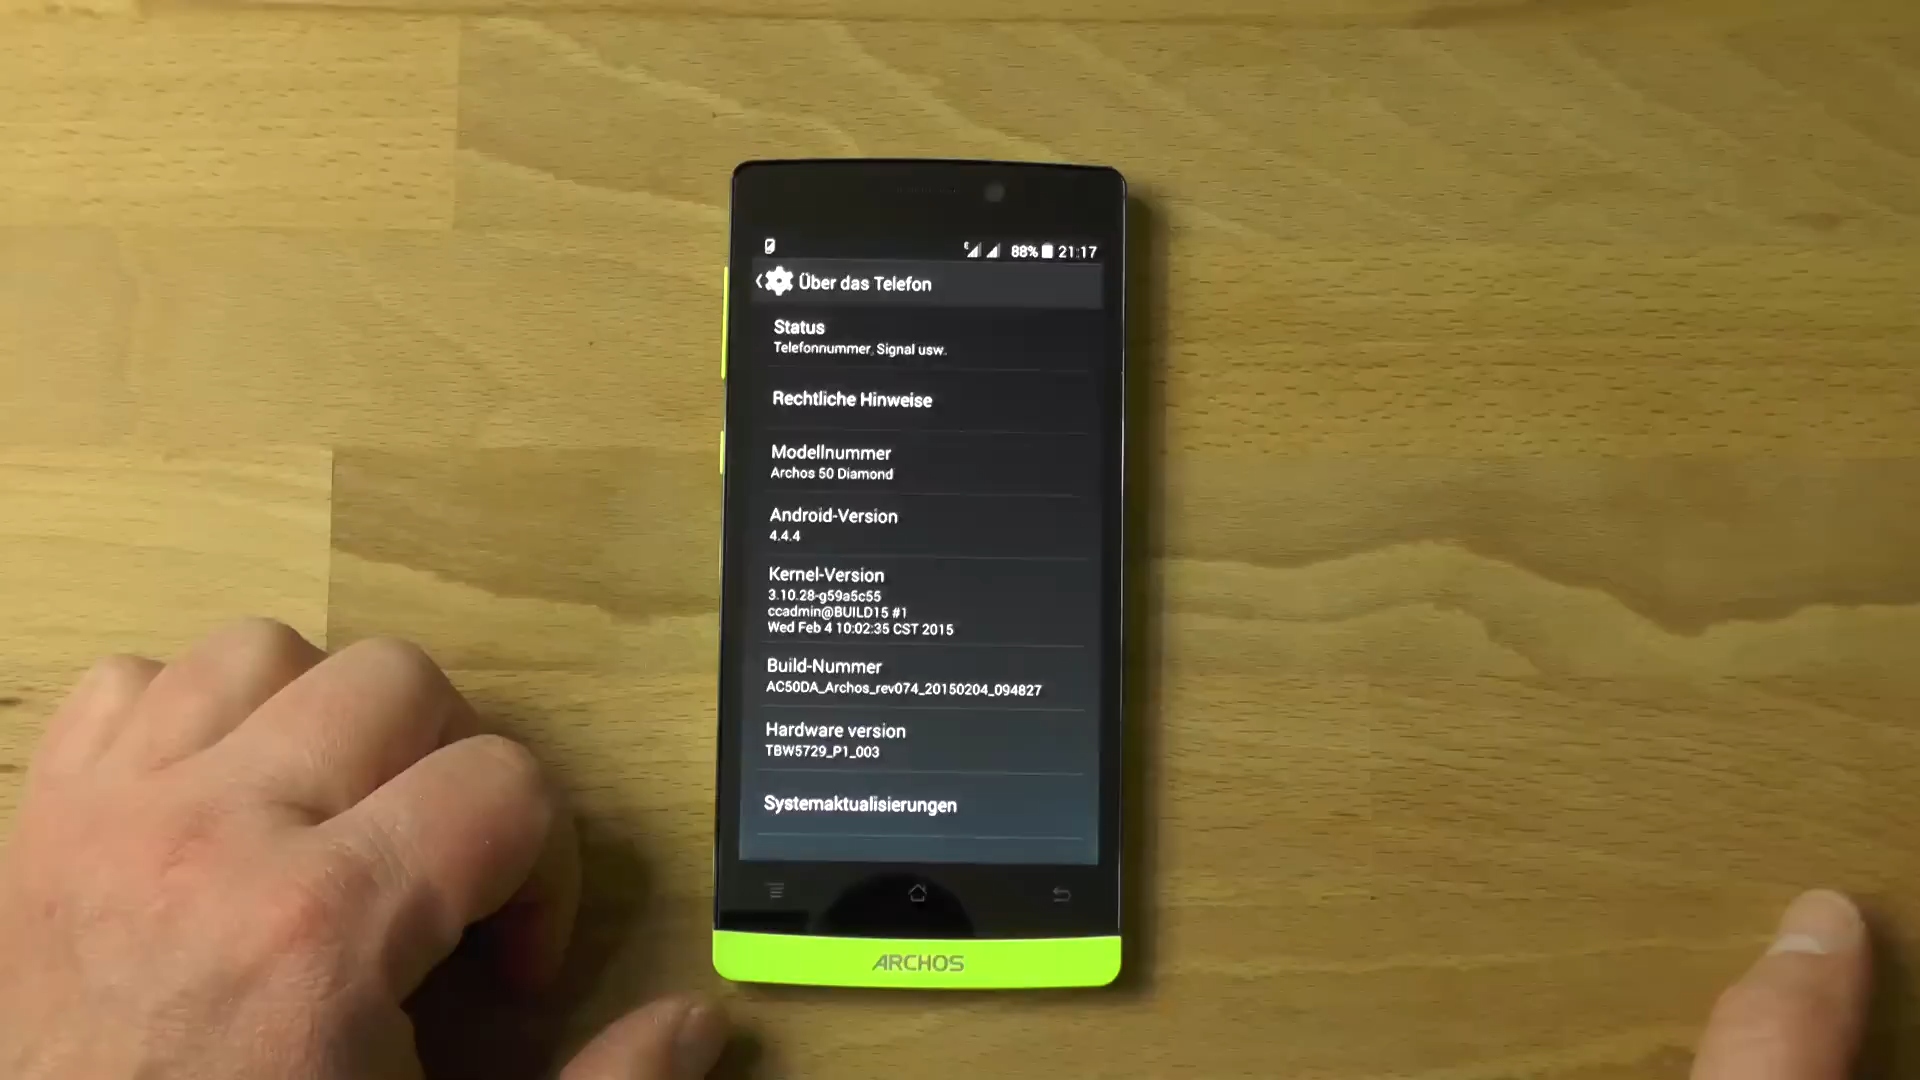 88% 21:17
Über das Telefon
Status
Telefonnummer, Signal usw.
Rechtliche Hinweise
Modellnummer
Archos 50 Diamond
Android-Version
4.4.4
Kernel-Version
3.10.28-g59a5c55
ccadmin@BUILD15 #1
Wed Feb 4 10:02:35 CST 2015
Build-Nummer
AC50DA_Archos_rev074_20150204_094827
Hardware version
TBW5729_P1_003
Systemaktualisierungen
ARCHOS